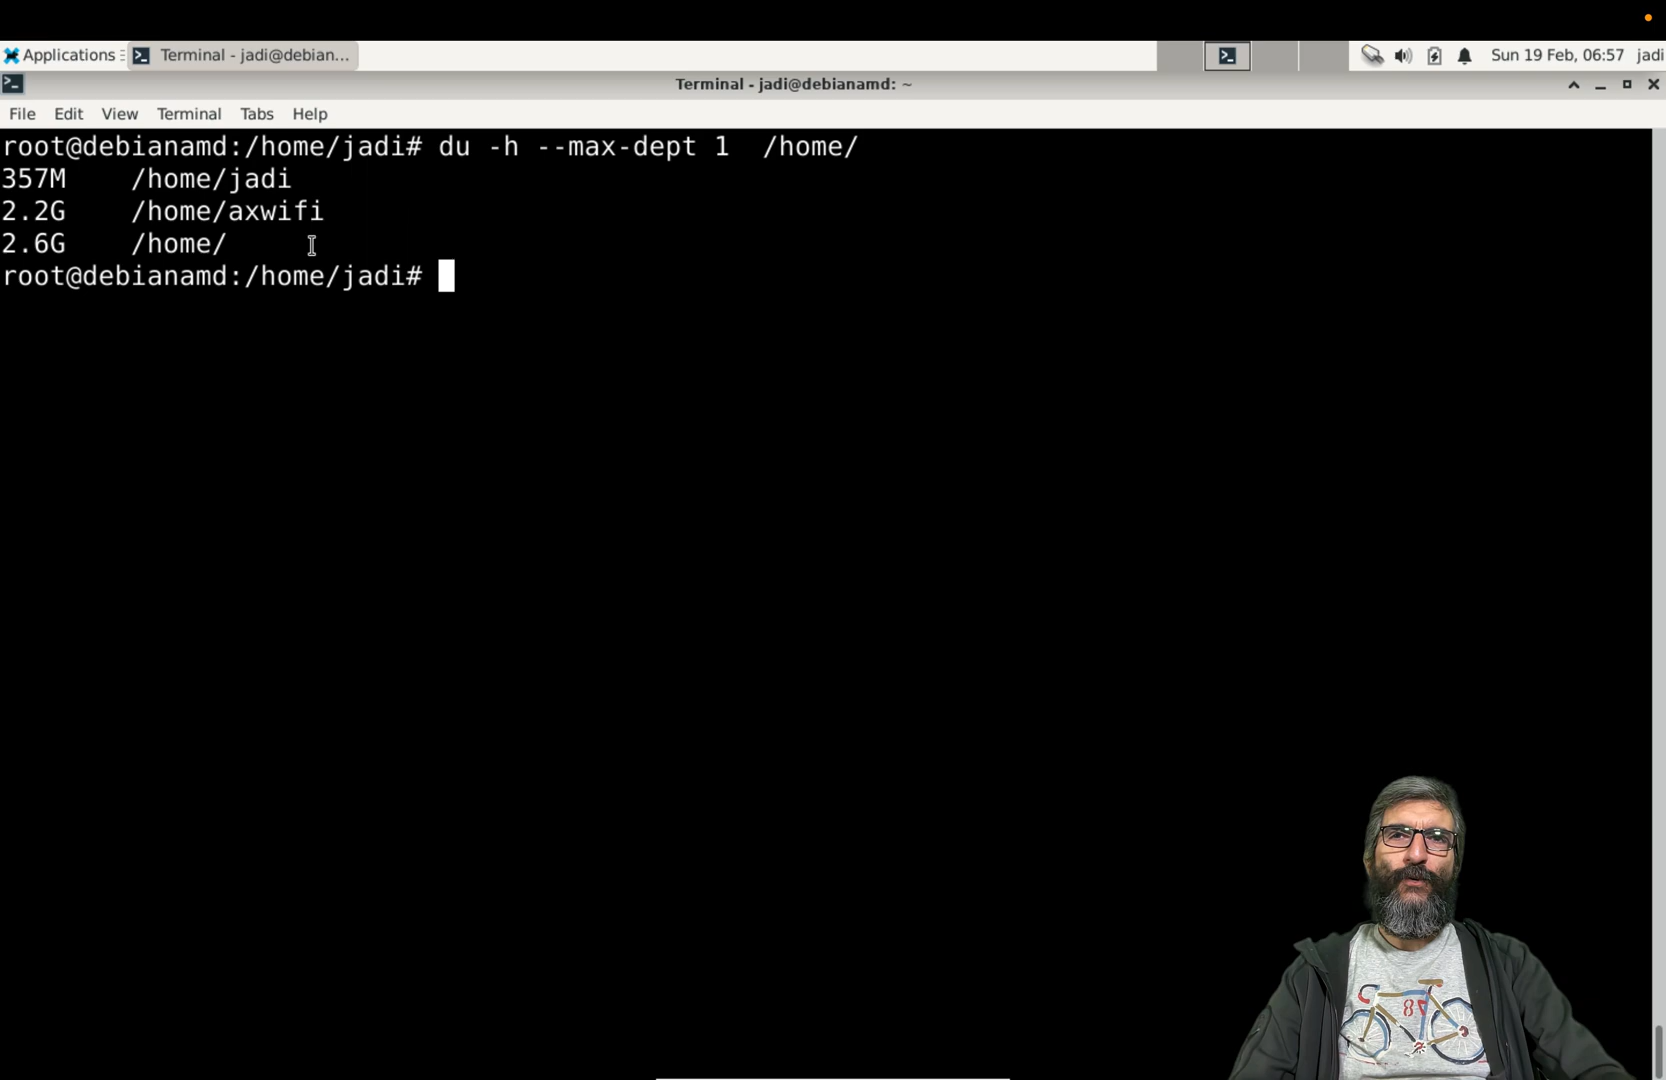 Applications
Terminal - jadi@debian...
Sun 19 Feb, 06:57
jadi
Terminal - jadi@debianamd: ~
File Edit View Terminal Tabs Help
root@debianamd:/home/jadi# du -h --max-dept 1  /home/
357M    /home/jadi
2.2G    /home/axwifi
2.6G    /home/
root@debianamd:/home/jadi#